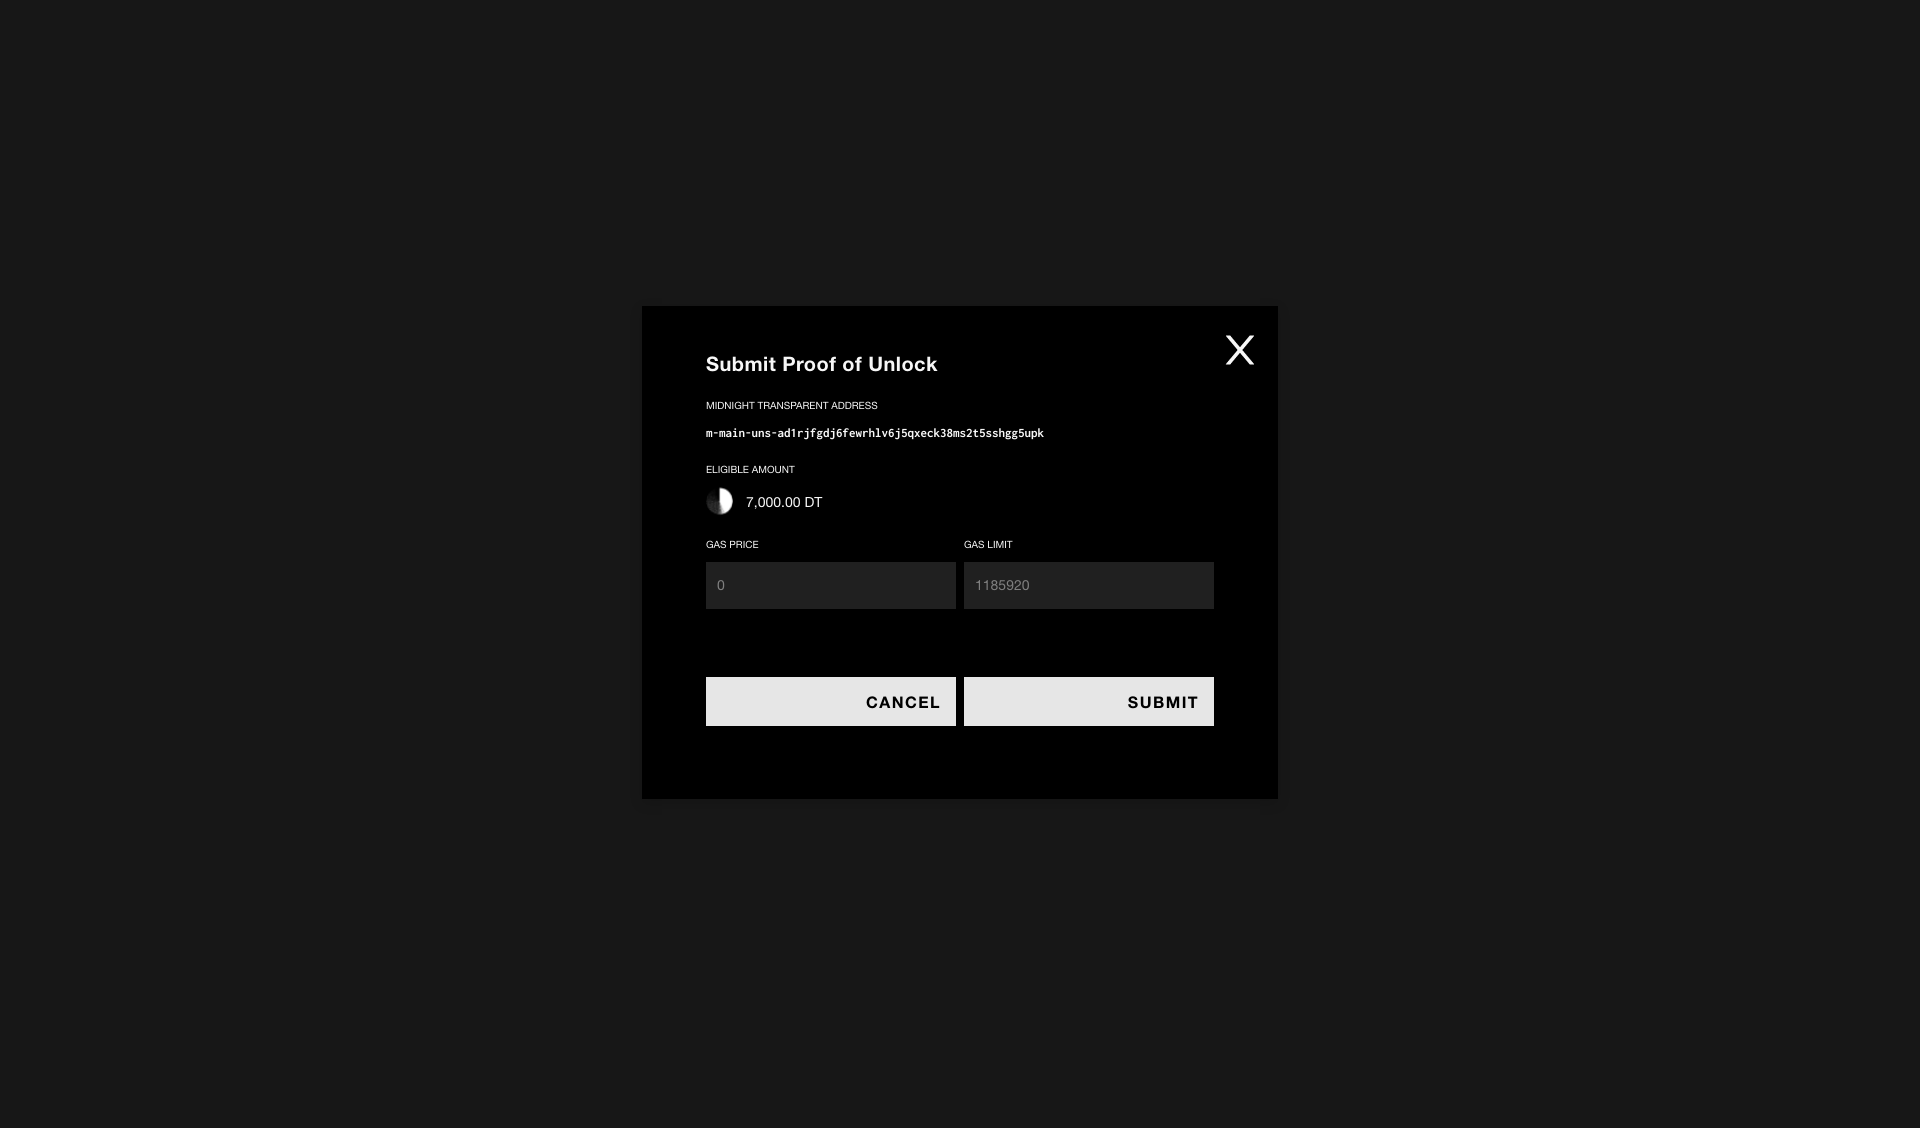 Submit Proof of Unlock
X
MIDNIGHT TRANSPARENT ADDRESS
m-main-uns-ad1rjfgdj6fewrhlv6j5qxeck38ms2t5sshgg5upk
ELIGIBLE AMOUNT
7,000.00 DT
GAS PRICE GAS LIMIT
0 1185920
CANCEL SUBMIT